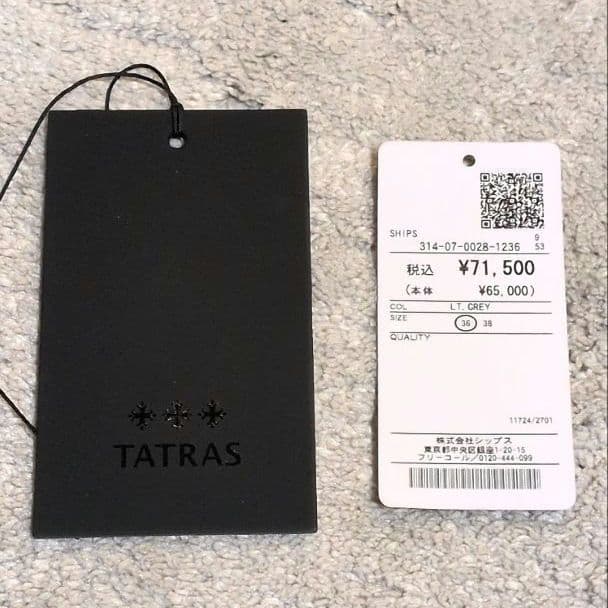 TATRAS
SHIPS 9
314-07-0028-1236 53
税込 ¥71,500
(本体 ¥65,000)
COL LT. GREY
SIZE 36 38
QUALITY
11724/2701
株式会社シップス
東京都中央区銀座1-20-15
フリーコール/0120-444-099